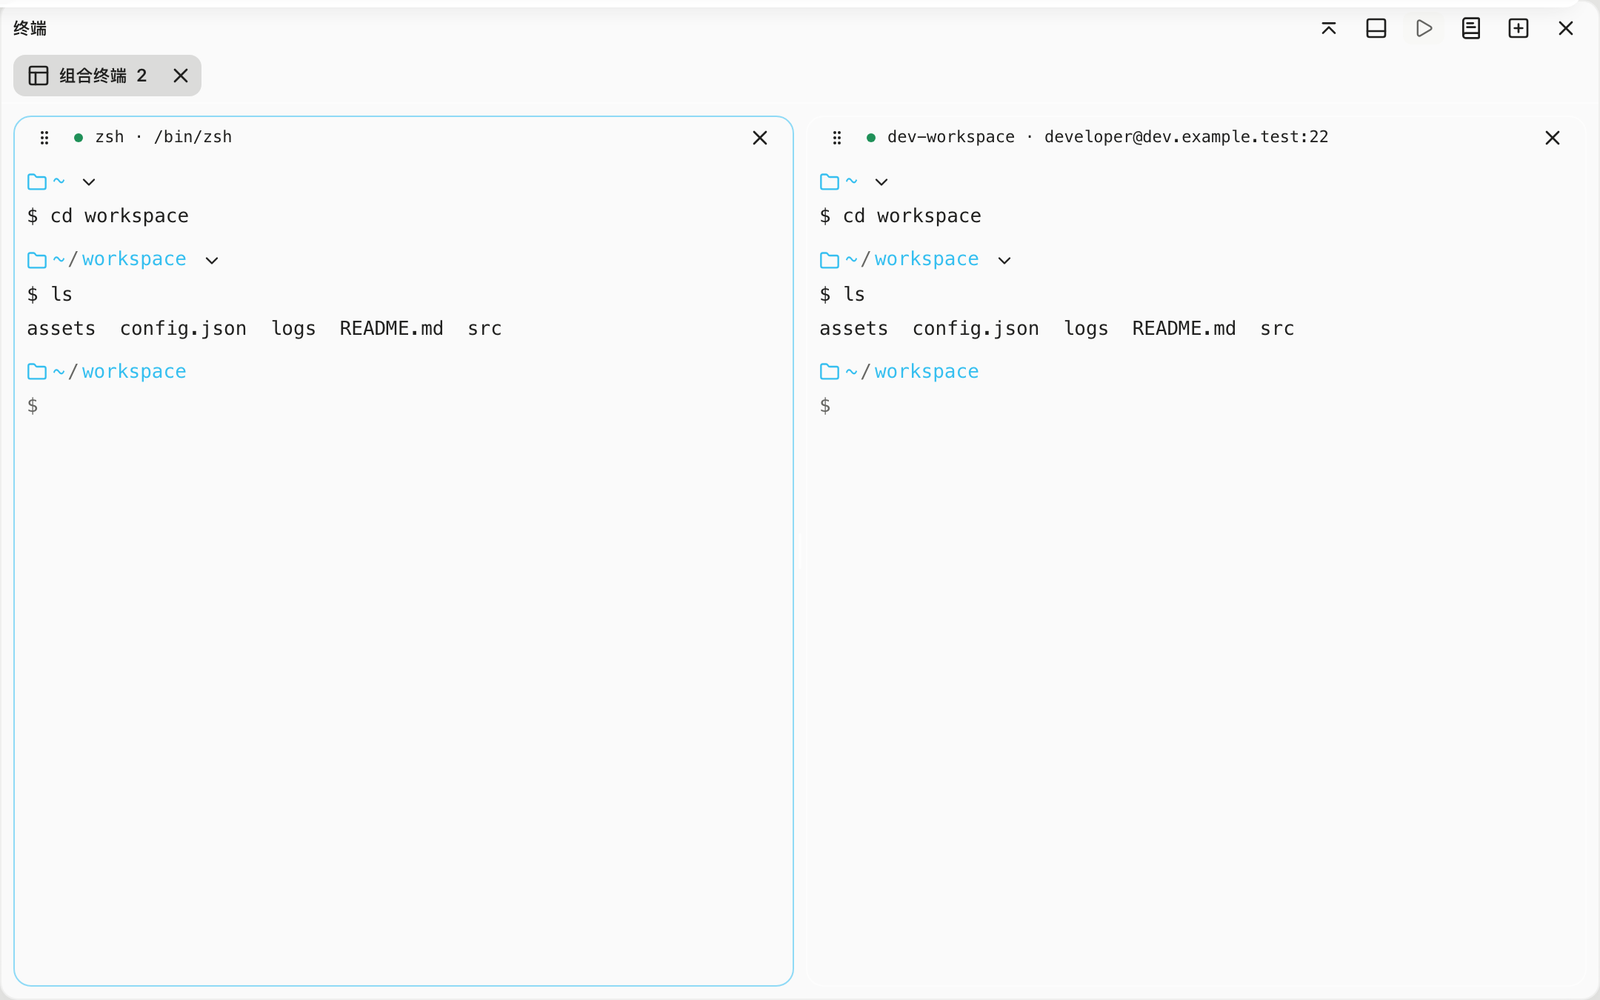 终端
组合终端 2
zsh · /bin/zsh
~
$ cd workspace
~/workspace
$ ls
assets  config.json  logs  README.md  src
~/workspace
$
dev-workspace · developer@dev.example.test:22
~
$ cd workspace
~/workspace
$ ls
assets  config.json  logs  README.md  src
~/workspace
$